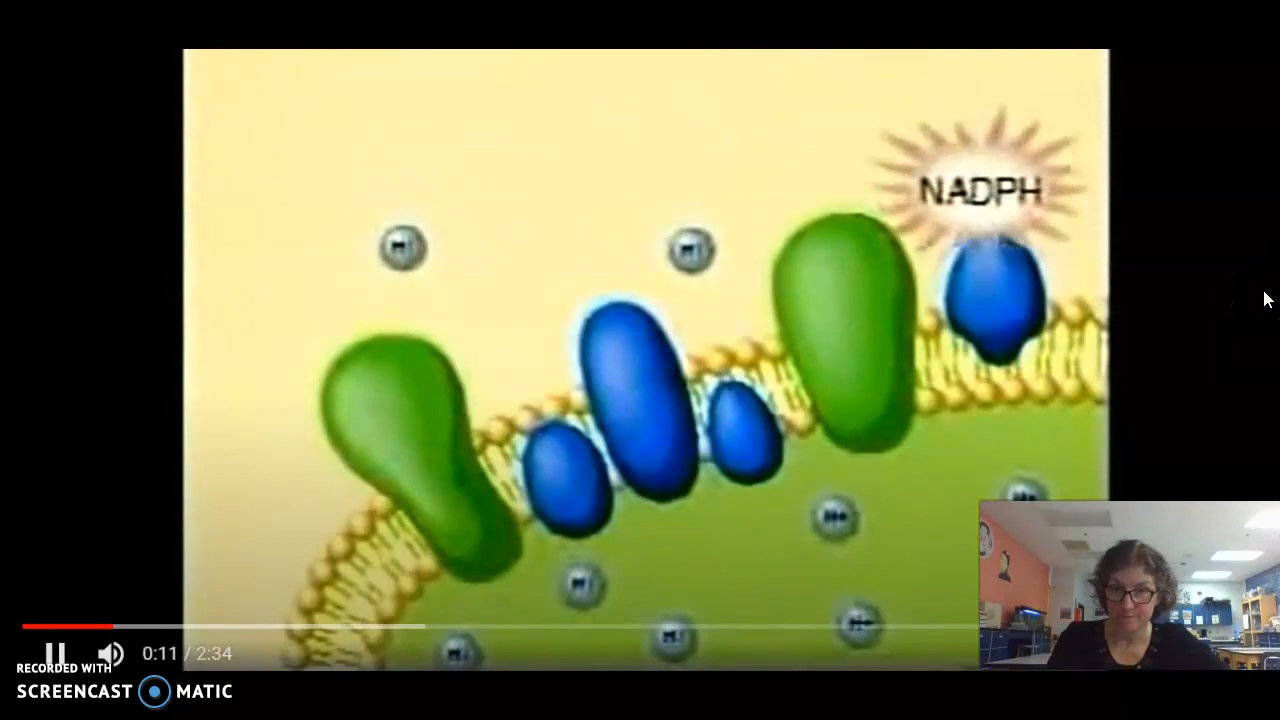 NADPH
H+
H+
0:11 / 2:34
RECORDED WITH
SCREENCAST MATIC